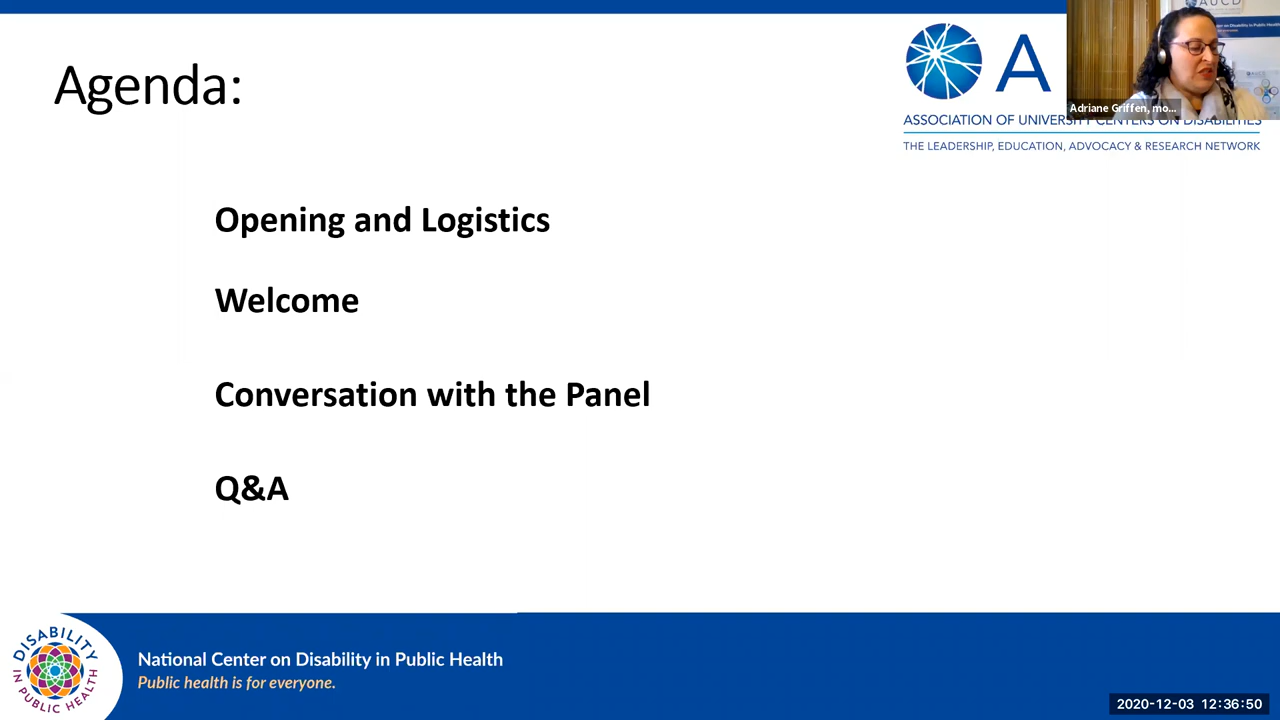 Agenda:
AUCD
A
Adriane Griffen, mo...
ASSOCIATION OF UNIVERSITY CENTERS ON DISABILITIES
THE LEADERSHIP, EDUCATION, ADVOCACY & RESEARCH NETWORK
Opening and Logistics
Welcome
Conversation with the Panel
Q&A
DISABILITY
IN PUBLIC HEALTH
National Center on Disability in Public Health
Public health is for everyone.
2020-12-03 12:36:50